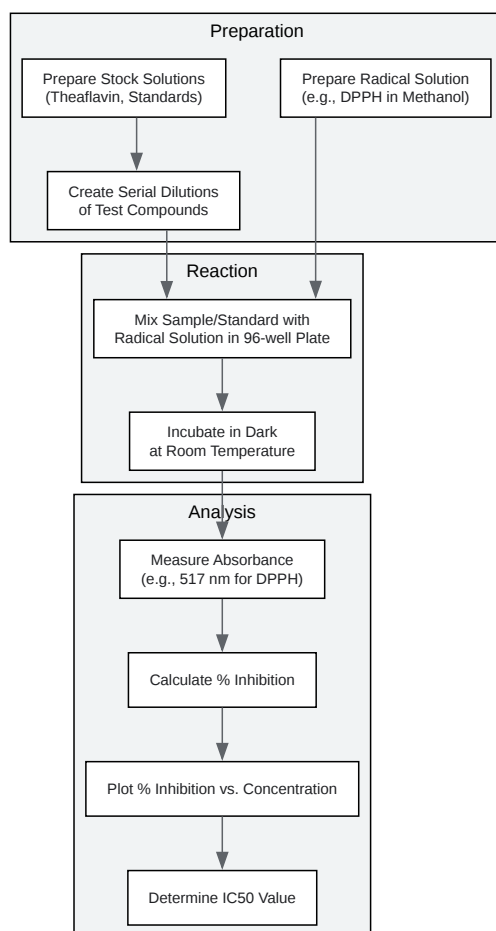 Preparation
Prepare Stock Solutions
(Theaflavin, Standards)
Prepare Radical Solution
(e.g., DPPH in Methanol)
Create Serial Dilutions
of Test Compounds
Reaction
Mix Sample/Standard with
Radical Solution in 96-well Plate
Incubate in Dark
at Room Temperature
Analysis
Measure Absorbance
(e.g., 517 nm for DPPH)
Calculate % Inhibition
Plot % Inhibition vs. Concentration
Determine IC50 Value